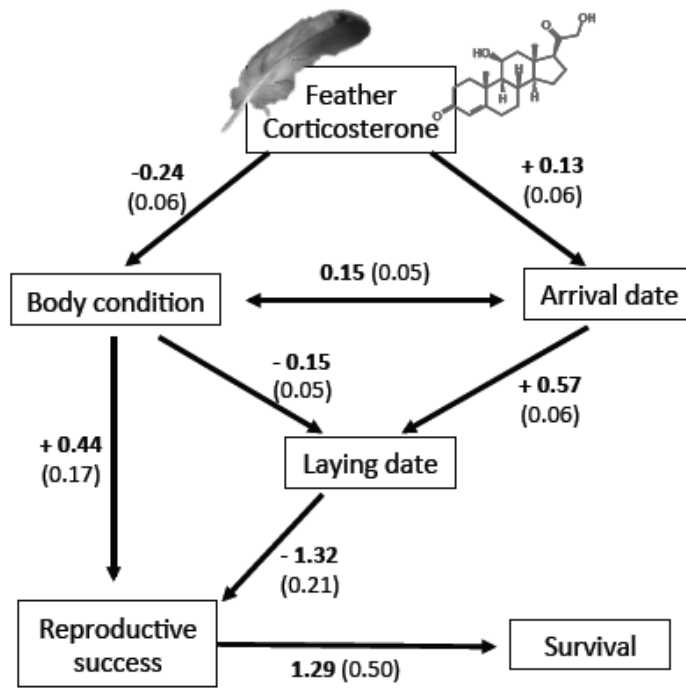 OH
O
HO
H
H
H
O
Feather
Corticosterone
-0.24
(0.06)
+ 0.13
(0.06)
0.15 (0.05)
Body condition
Arrival date
- 0.15
(0.05)
+ 0.57
(0.06)
+ 0.44
(0.17)
Laying date
- 1.32
(0.21)
Reproductive
success
Survival
1.29 (0.50)